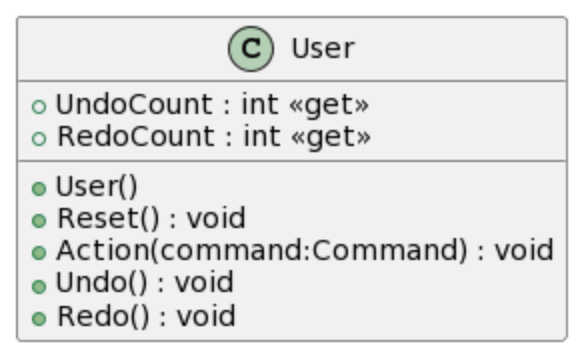 C User
UndoCount : int «get»
RedoCount : int «get»
User()
Reset() : void
Action(command:Command) : void
Undo() : void
Redo() : void